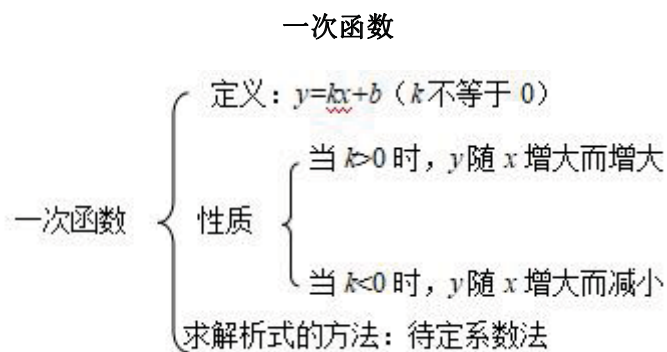 一次函数
定义：y=kx+b（k不等于 0）
当 k>0 时，y随 x 增大而增大
一次函数
性质
当 k<0 时，y随 x 增大而减小
求解析式的方法：待定系数法